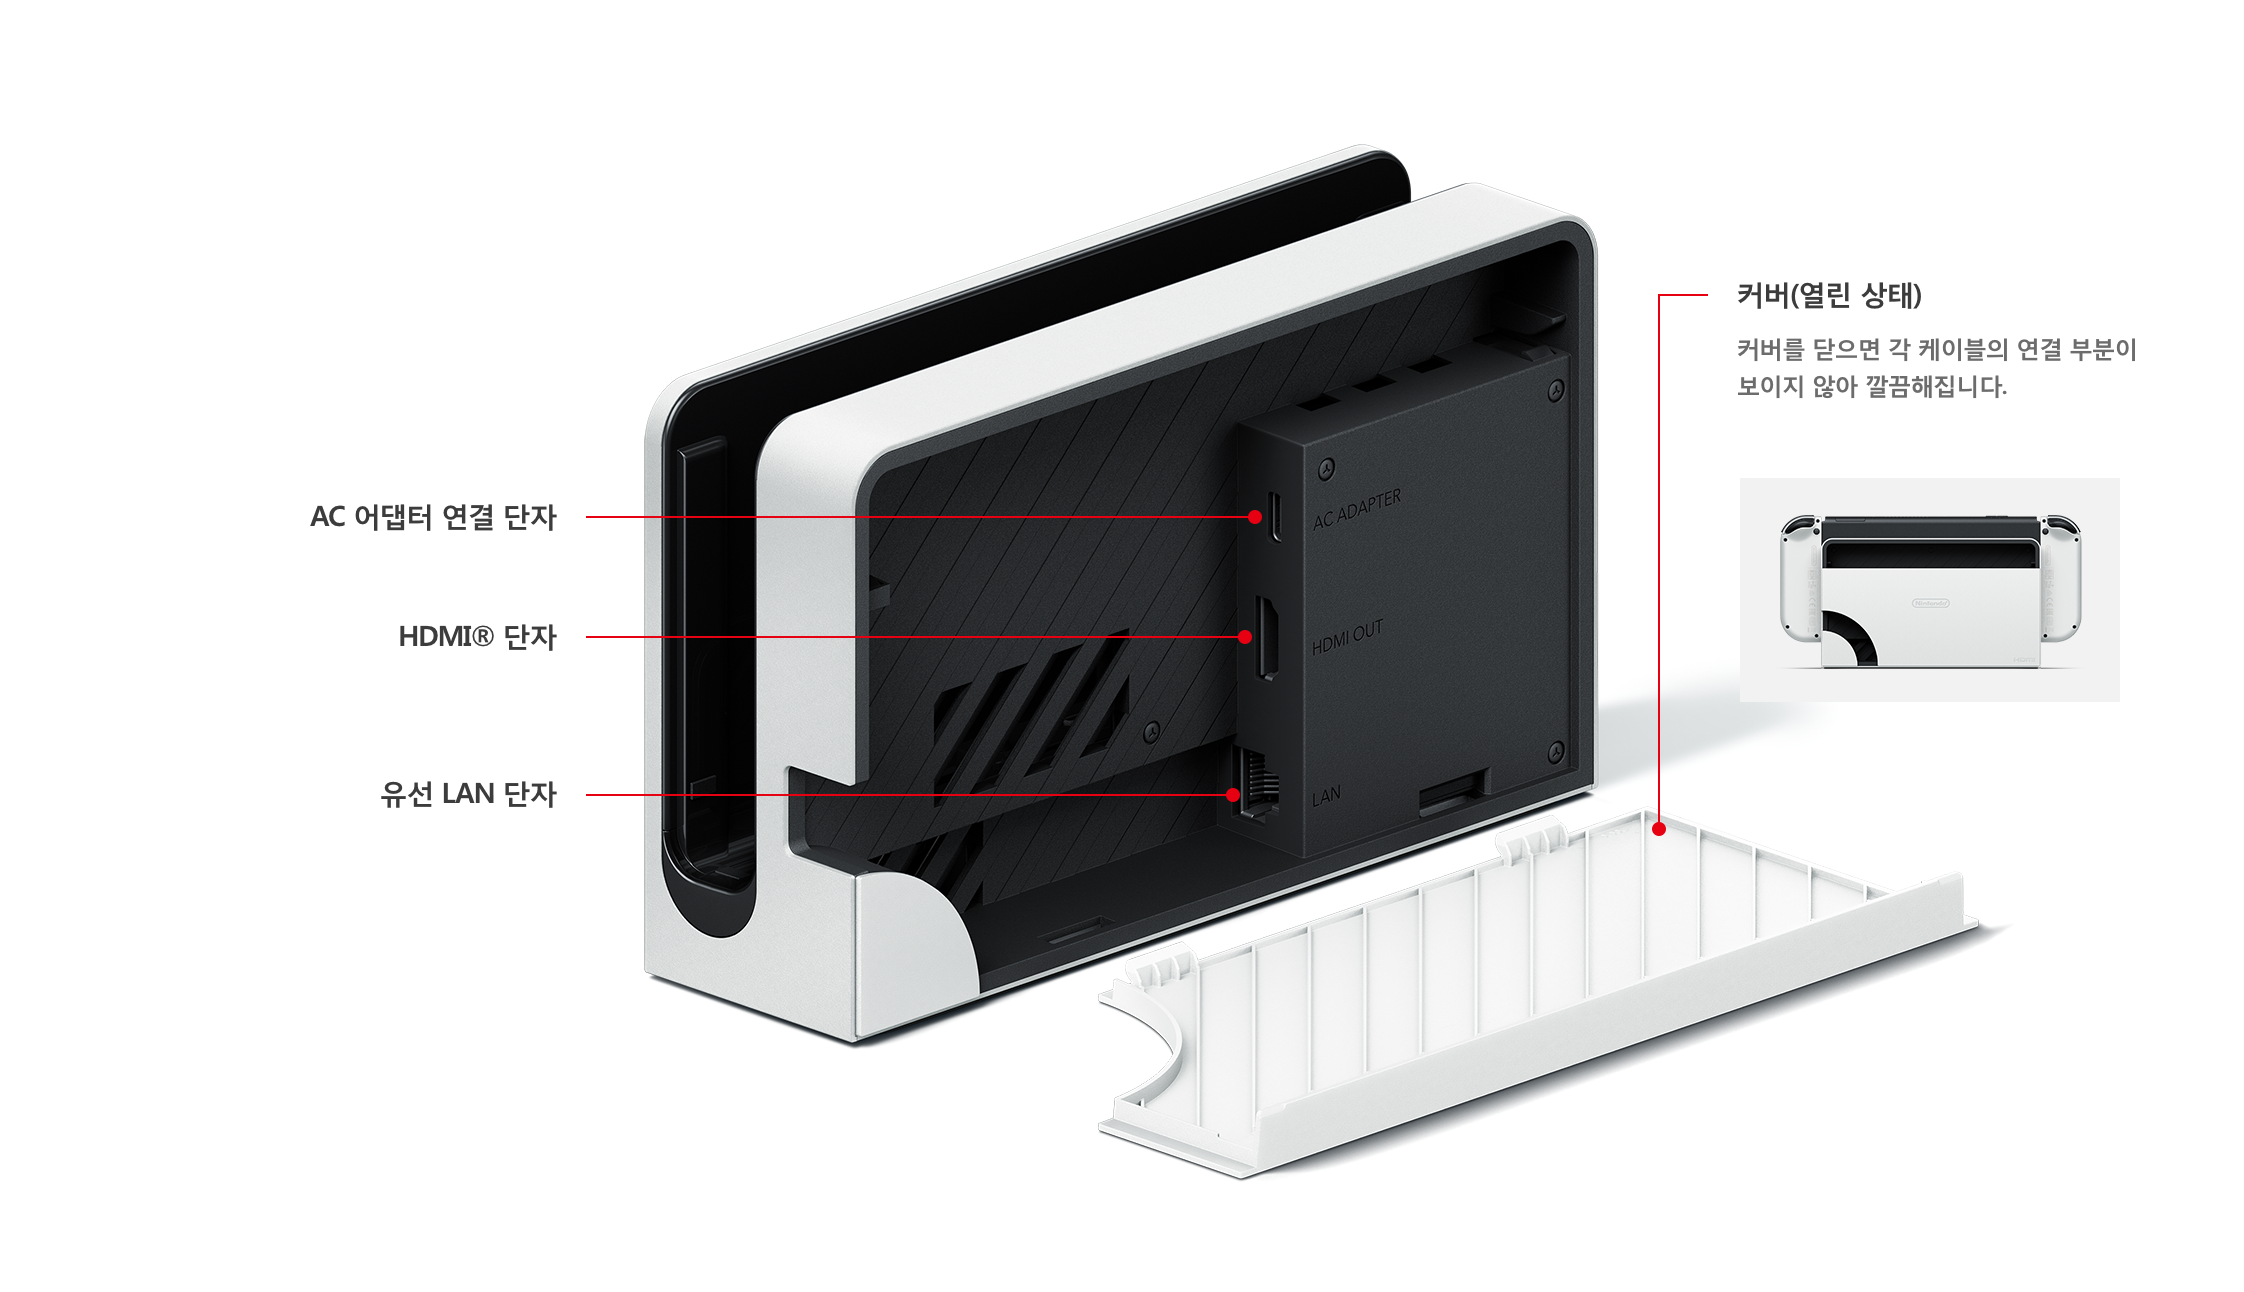 커버(열린 상태)
커버를 닫으면 각 케이블의 연결 부분이
보이지 않아 깔끔해집니다.
AC 어댑터 연결 단자
AC ADAPTER
HDMI® 단자
HDMI OUT
유선 LAN 단자
LAN
Nintendo